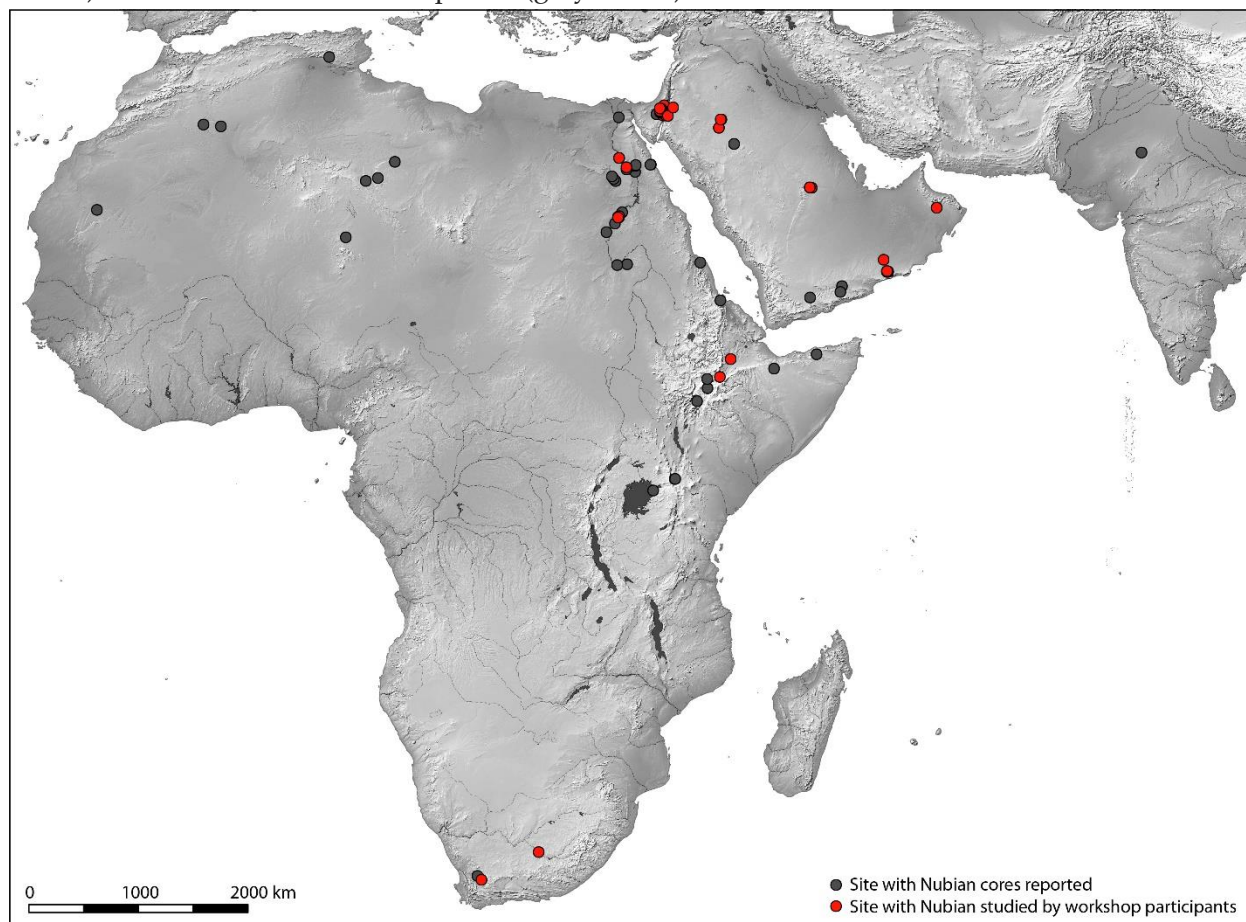 0 1000 2000 km
Site with Nubian cores reported
Site with Nubian studied by workshop participants